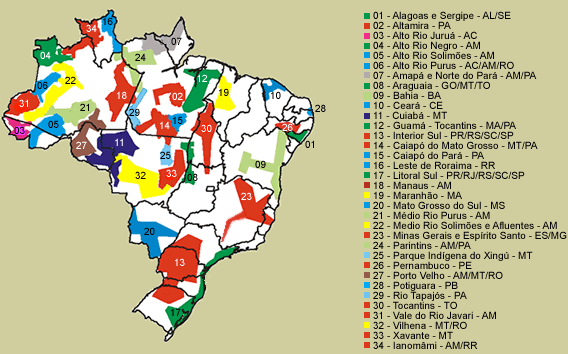 01 - Alagoas e Sergipe - AL/SE
02 - Altamira - PA
03 - Alto Rio Juruá - AC
04 - Alto Rio Negro - AM
05 - Alto Rio Solimões - AM
06 - Alto Rio Purus - AC/AM/RO
07 - Amapá e Norte do Pará - AM/PA
08 - Araguaia - GO/MT/TO
09 - Bahia - BA
10 - Ceará - CE
11 - Cuiabá - MT
12 - Guamá - Tocantins - MA/PA
13 - Interior Sul - PR/RS/SC/SP
14 - Caiapó do Mato Grosso - MT/PA
15 - Caiapó do Pará - PA
16 - Leste de Roraima - RR
17 - Litoral Sul - PR/RJ/RS/SC/SP
18 - Manaus - AM
19 - Maranhão - MA
20 - Mato Grosso do Sul - MS
21 - Médio Rio Purus - AM
22 - Medio Rio Solimões e Afluentes - AM
23 - Minas Gerais e Espírito Santo - ES/MG
24 - Parintins - AM/PA
25 - Parque Indígena do Xingú - MT
26 - Pernambuco - PE
27 - Porto Velho - AM/MT/RO
28 - Potiguara - PB
29 - Rio Tapajós - PA
30 - Tocantins - TO
31 - Vale do Rio Javari - AM
32 - Vilhena - MT/RO
33 - Xavante - MT
34 - Ianomâmi - AM/RR
34
16
07
04
24
22
06
18
02
12
19
10
28
31
21
29
26
03
05
14
15
30
01
27
11
25
09
32
33
08
23
20
13
17